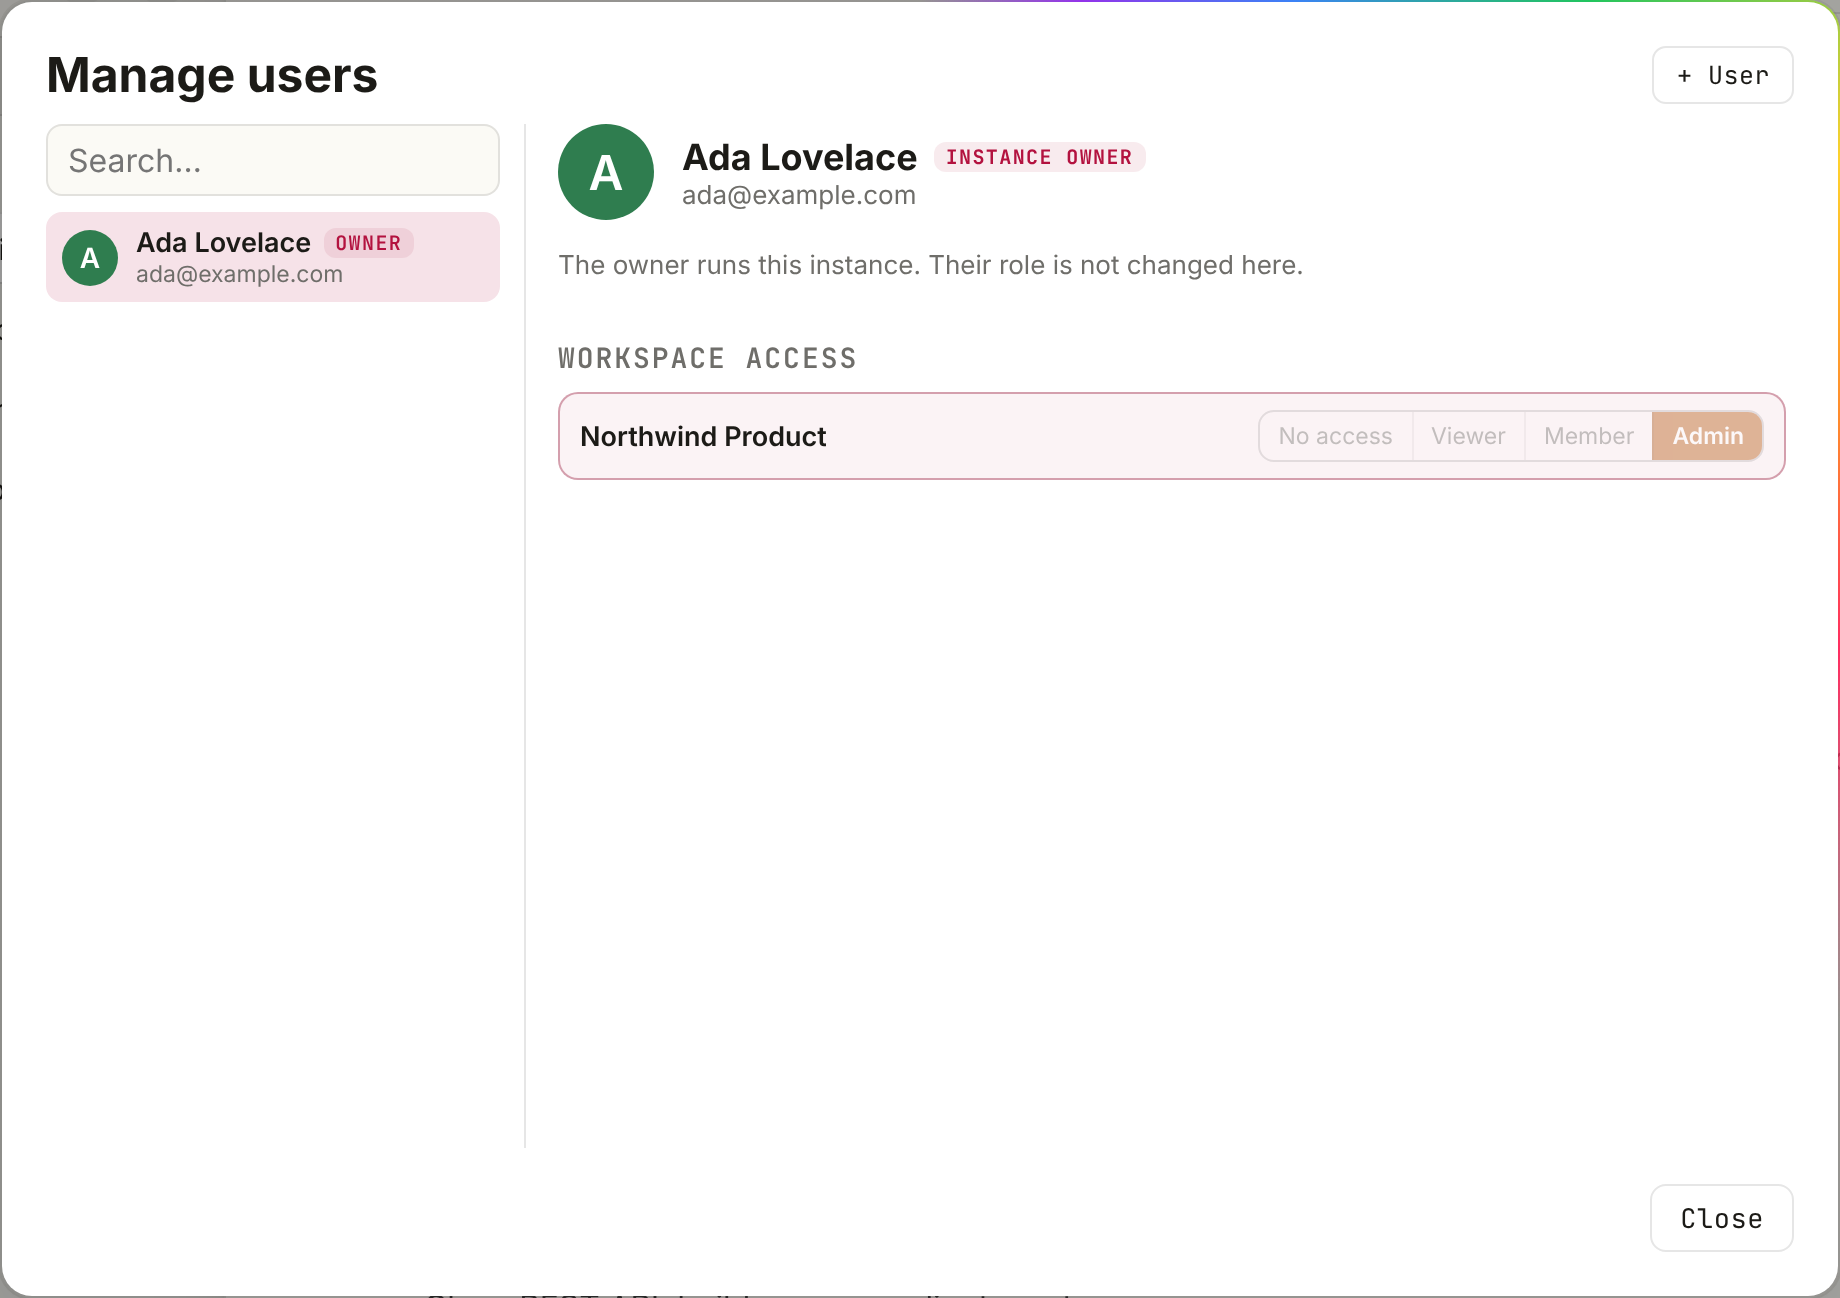 Manage users
+ User
Search...
A
Ada Lovelace OWNER
ada@example.com
A
Ada Lovelace INSTANCE OWNER
ada@example.com
The owner runs this instance. Their role is not changed here.
WORKSPACE ACCESS
Northwind Product
No access Viewer Member Admin
Close